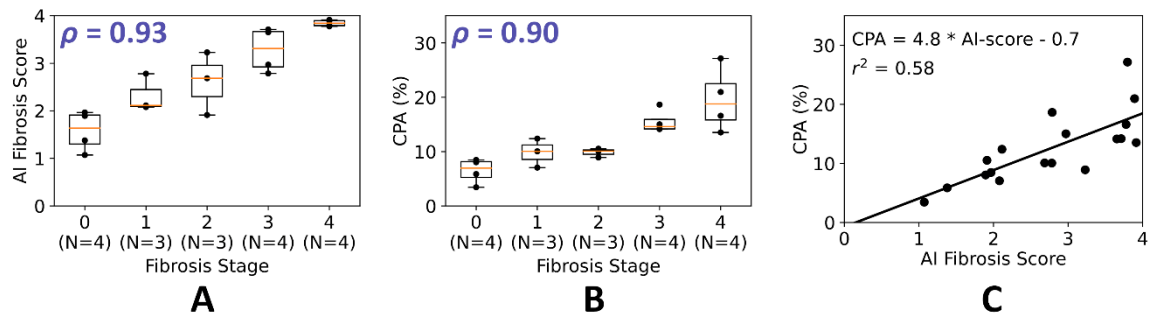 ρ = 0.93
AI Fibrosis Score
4
3
2
1
0
0 1 2 3 4
(N=4) (N=3) (N=3) (N=4) (N=4)
Fibrosis Stage
A
ρ = 0.90
CPA (%)
30
20
10
0
0 1 2 3 4
(N=4) (N=3) (N=3) (N=4) (N=4)
Fibrosis Stage
B
CPA = 4.8 * AI-score - 0.7
r² = 0.58
CPA (%)
30
20
10
0
0 1 2 3 4
AI Fibrosis Score
C